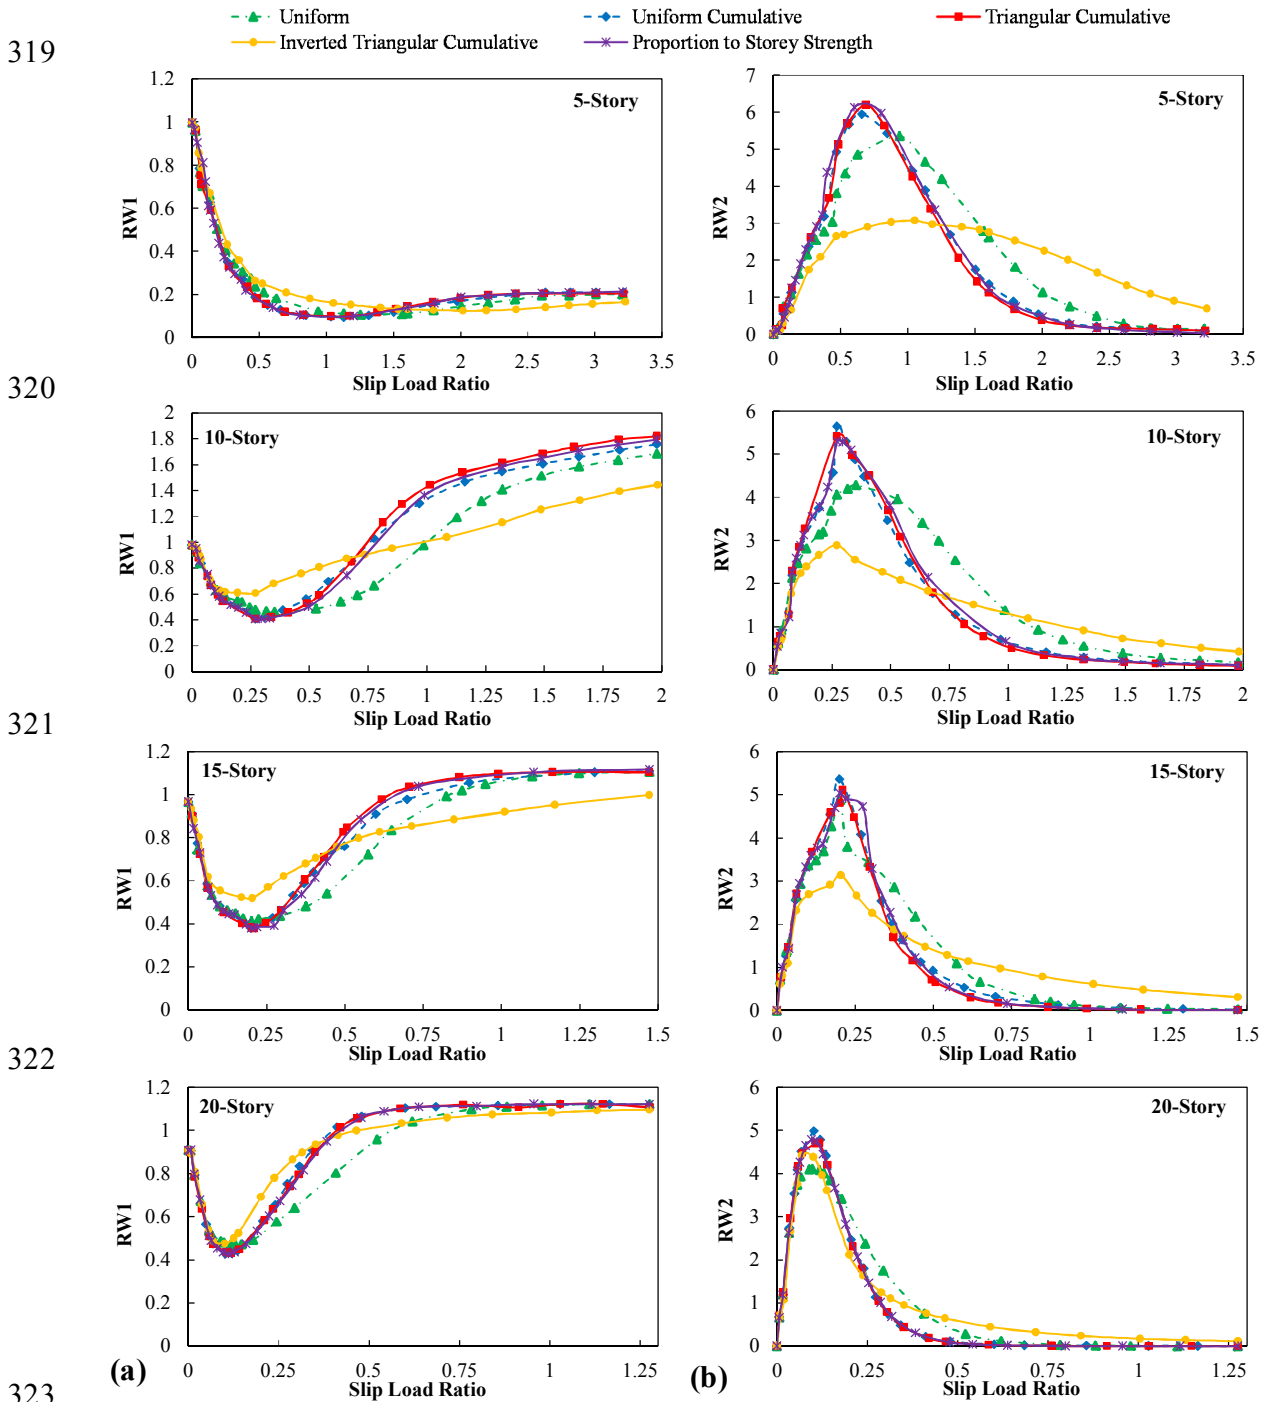 Uniform
Uniform Cumulative
Triangular Cumulative
Inverted Triangular Cumulative
Proportion to Storey Strength
319
1.2
1
0.8
0.6
0.4
0.2
0
RW1
5-Story
0 0.5 1 1.5 2 2.5 3 3.5
Slip Load Ratio
7
6
5
4
3
2
1
0
RW2
5-Story
0 0.5 1 1.5 2 2.5 3 3.5
Slip Load Ratio
320
2
1.8
1.6
1.4
1.2
1
0.8
0.6
0.4
0.2
0
RW1
10-Story
0 0.25 0.5 0.75 1 1.25 1.5 1.75 2
Slip Load Ratio
6
5
4
3
2
1
0
RW2
10-Story
0 0.25 0.5 0.75 1 1.25 1.5 1.75 2
Slip Load Ratio
321
1.2
1
0.8
0.6
0.4
0.2
0
RW1
15-Story
0 0.25 0.5 0.75 1 1.25 1.5
Slip Load Ratio
6
5
4
3
2
1
0
RW2
15-Story
0 0.25 0.5 0.75 1 1.25 1.5
Slip Load Ratio
322
1.2
1
0.8
0.6
0.4
0.2
0
RW1
20-Story
0 0.25 0.5 0.75 1 1.25
Slip Load Ratio
(a)
6
5
4
3
2
1
0
RW2
20-Story
0 0.25 0.5 0.75 1 1.25
Slip Load Ratio
(b)
323